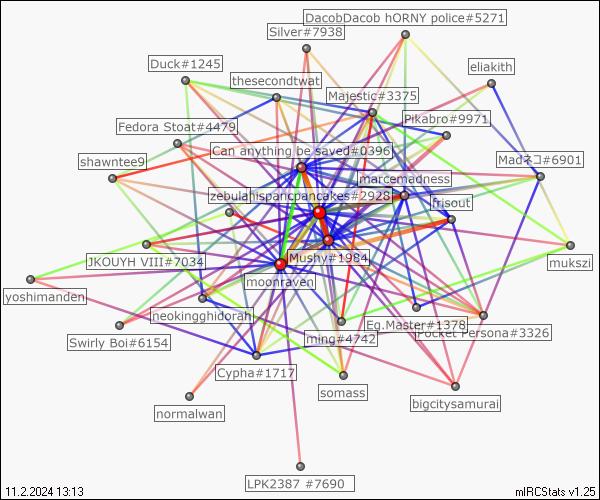 DacobDacob hORNY police#5271
Silver#7938
Duck#1245
eliakith
thesecondtwat
Majestic#3375
Pikabro#9971
Fedora Stoat#4479
Can anything be saved#0396
Madネコ#6901
shawntee9
marcemadness
zebulahispancpancakes#2928
frisout
Mushy#1984
JKOUYH VIII#7034
mukszi
moonraven
yoshimanden
neokingghidorah
Eg.Master#1378
Pocket Persona#3326
Swirly Boi#6154
ming#4742
Cypha#1717
somass
bigcitysamurai
normalwan
LPK2387 #7690
11.2.2024 13:13
mIRCStats v1.25